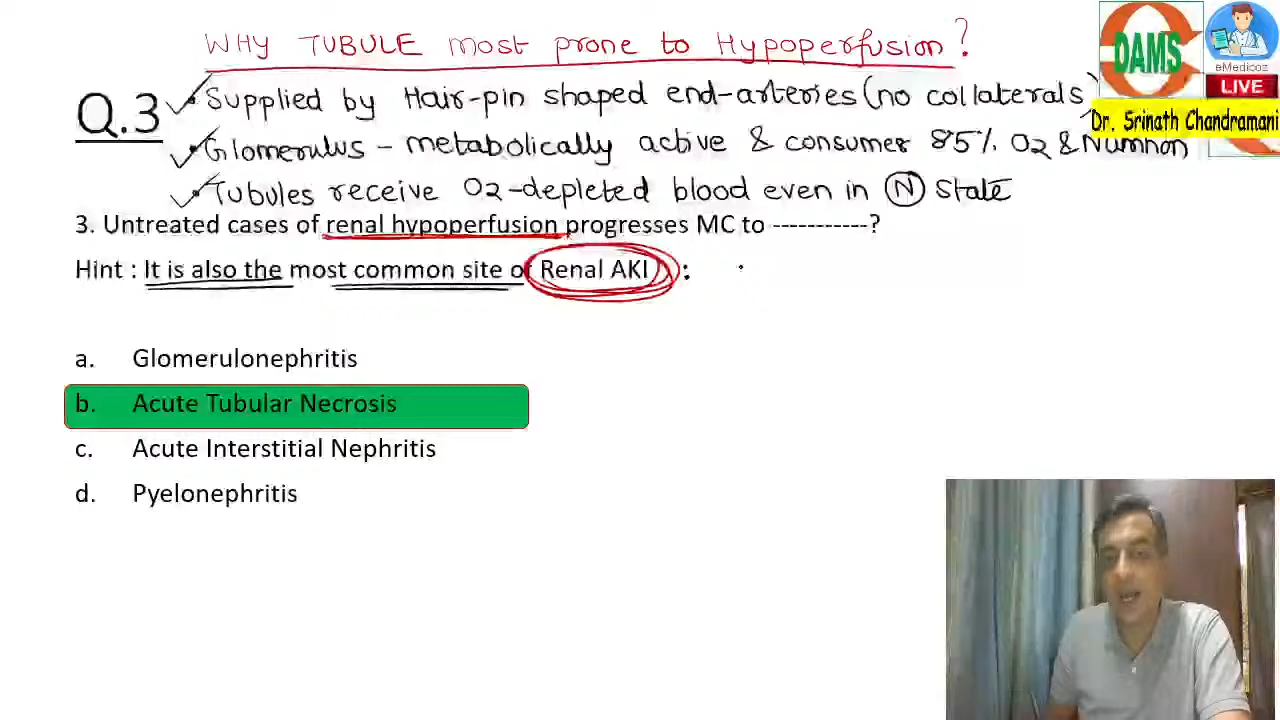 WHY TUBULE most prone to Hypoperfusion?
DAMS
eMedicoz
LIVE
Dr. Srinath Chandramani
Q.3
• Supplied by Hair-pin shaped end-arteries (no collaterals)
• Glomerulus - metabolically active & consumer 85% O2 & Nutrition
• Tubules receive O2-depleted blood even in (N) State
3. Untreated cases of renal hypoperfusion progresses MC to -----------?
Hint : It is also the most common site of Renal AKI :
a. Glomerulonephritis
b. Acute Tubular Necrosis
c. Acute Interstitial Nephritis
d. Pyelonephritis